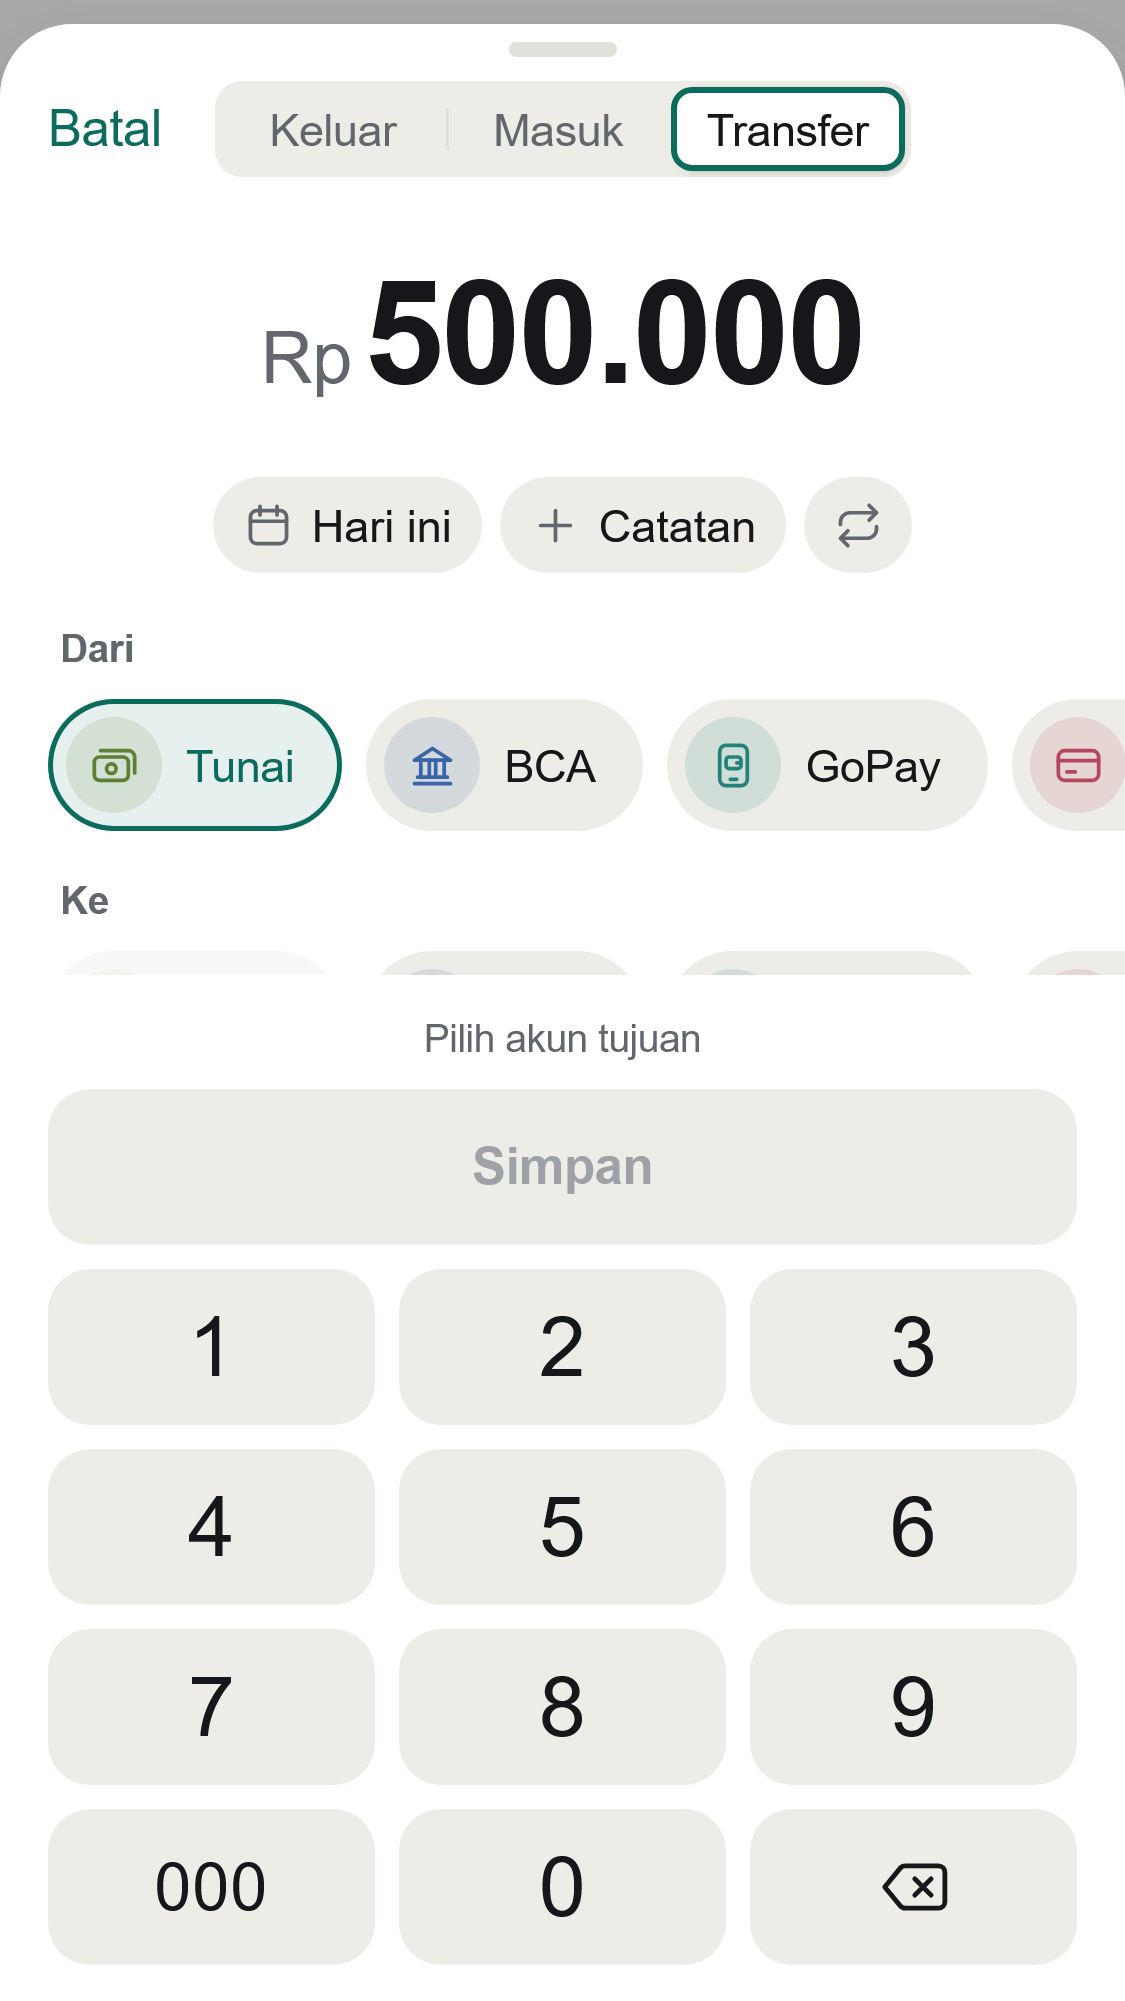 Batal
Keluar
Masuk
Transfer
Rp 500.000
Hari ini
Catatan
Dari
Tunai
BCA
GoPay
Ke
Pilih akun tujuan
Simpan
1
2
3
4
5
6
7
8
9
000
0